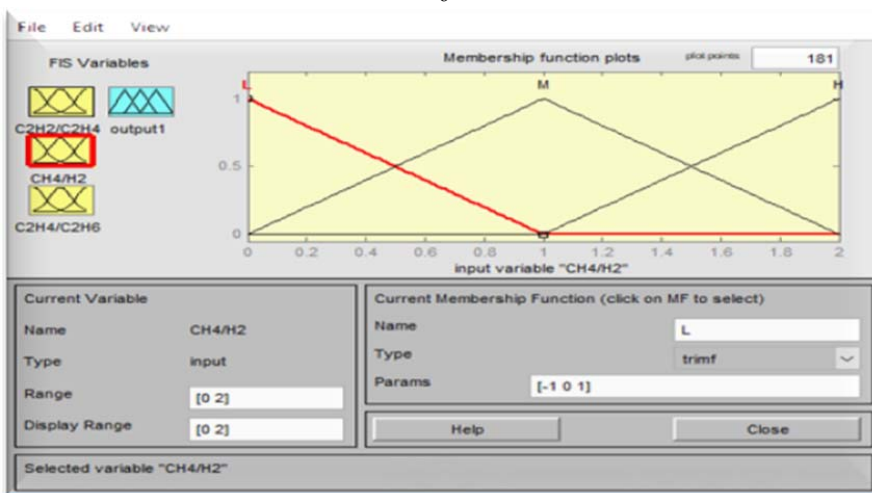 File Edit View
FIS Variables
C2H2/C2H4 output1
CH4/H2
C2H4/C2H6
Membership function plots
plot points 181
L M H
1
0.5
0
0 0.2 0.4 0.6 0.8 1 1.2 1.4 1.6 1.8 2
input variable "CH4/H2"
Current Variable
Name CH4/H2
Type input
Range [0 2]
Display Range [0 2]
Current Membership Function (click on MF to select)
Name L
Type trimf
Params [-1 0 1]
Help Close
Selected variable "CH4/H2"